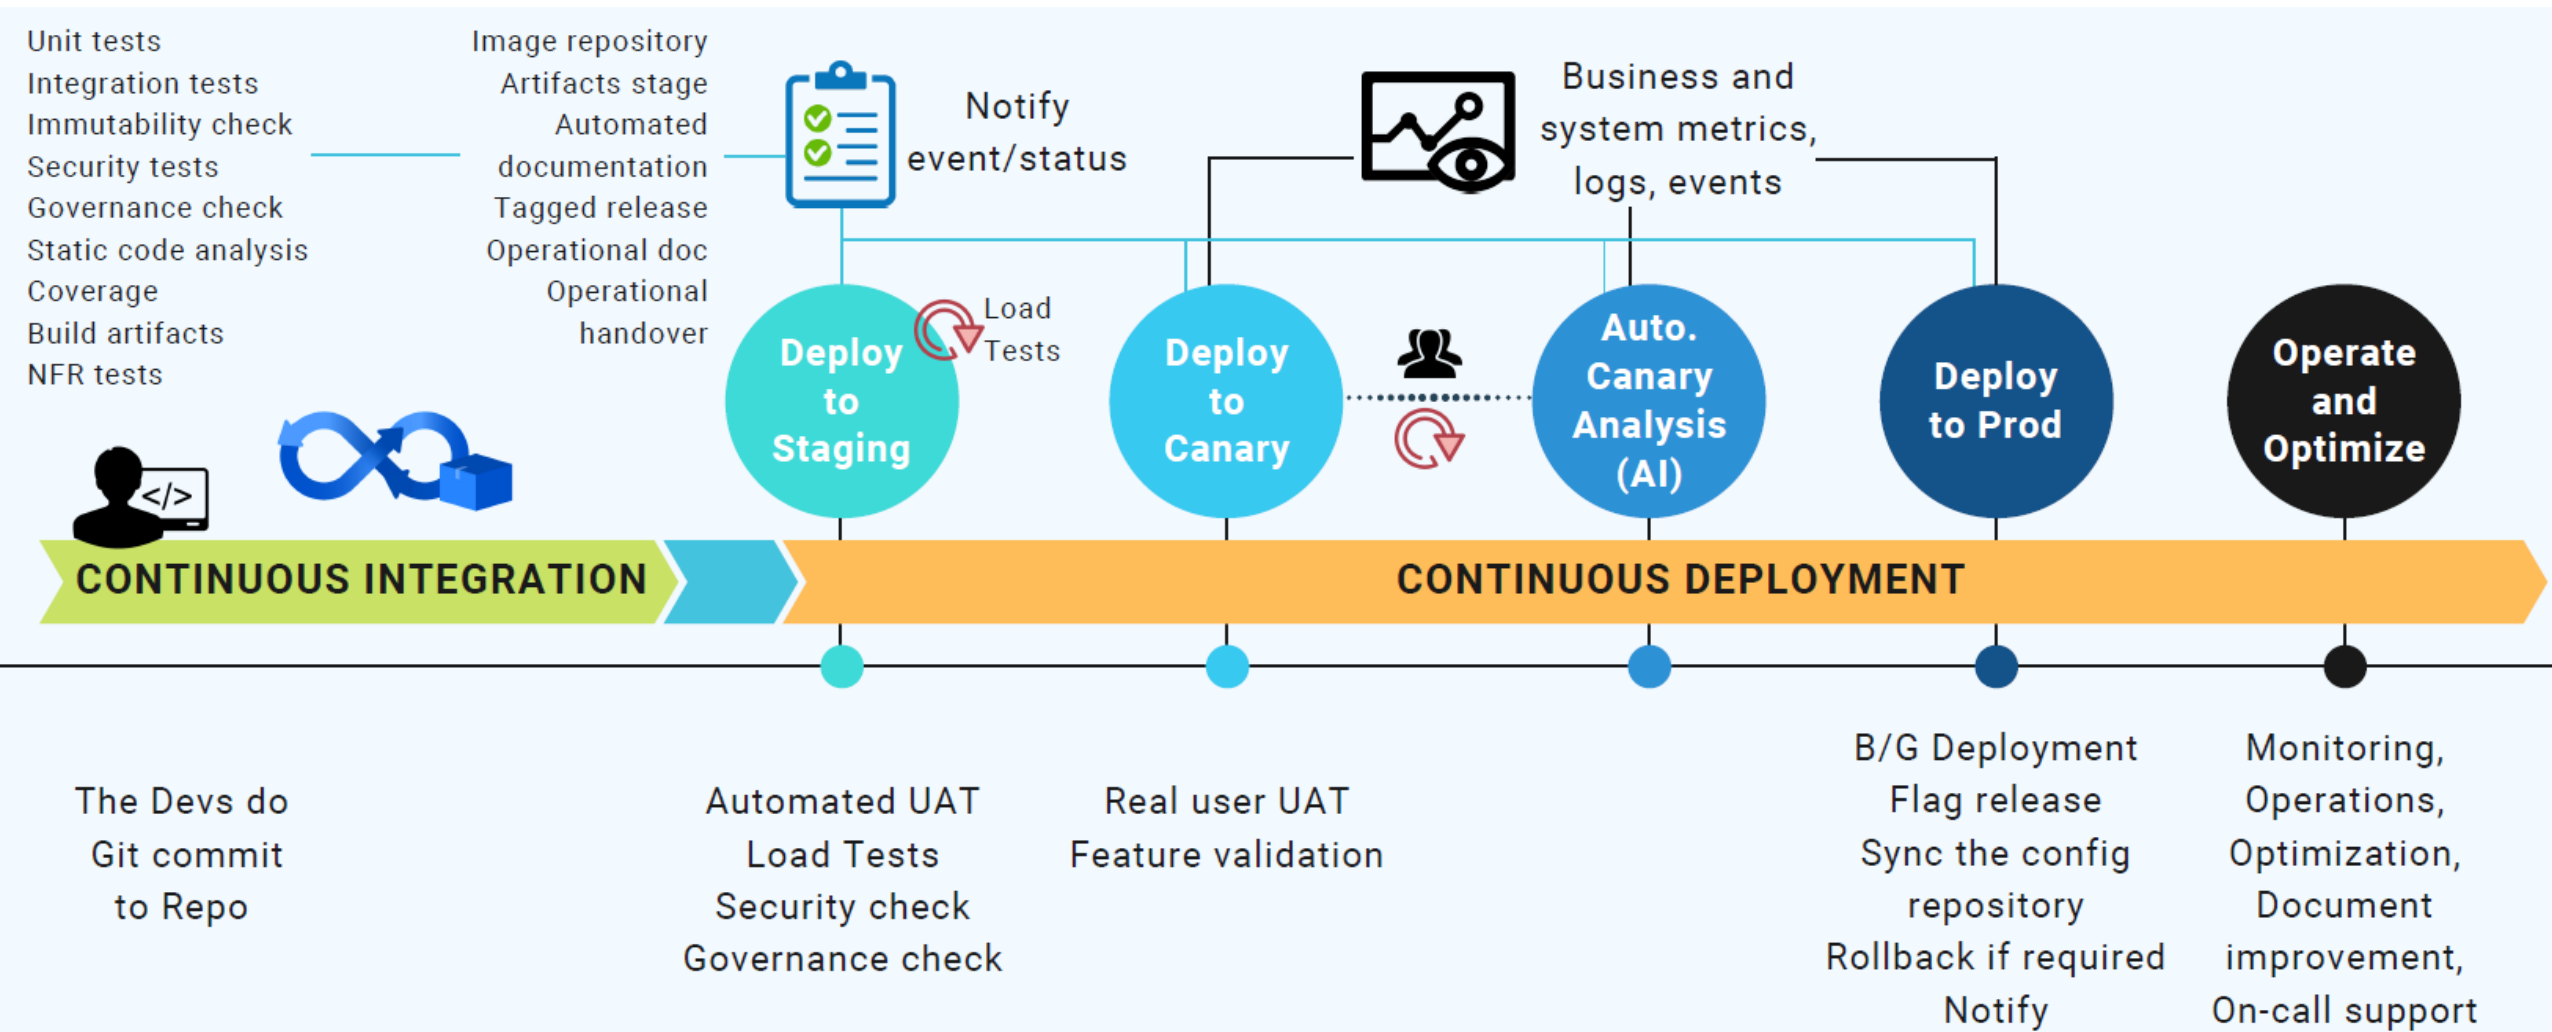 Unit tests
Integration tests
Immutability check
Security tests
Governance check
Static code analysis
Coverage
Build artifacts
NFR tests
Image repository
Artifacts stage
Automated
documentation
Tagged release
Operational doc
Operational
handover
Notify
event/status
Business and
system metrics,
logs, events
</>
Deploy
to
Staging
Load
Tests
Deploy
to
Canary
Auto.
Canary
Analysis
(AI)
Deploy
to Prod
Operate
and
Optimize
CONTINUOUS INTEGRATION
CONTINUOUS DEPLOYMENT
The Devs do
Git commit
to Repo
Automated UAT
Load Tests
Security check
Governance check
Real user UAT
Feature validation
B/G Deployment
Flag release
Sync the config
repository
Rollback if required
Notify
Monitoring,
Operations,
Optimization,
Document
improvement,
On-call support